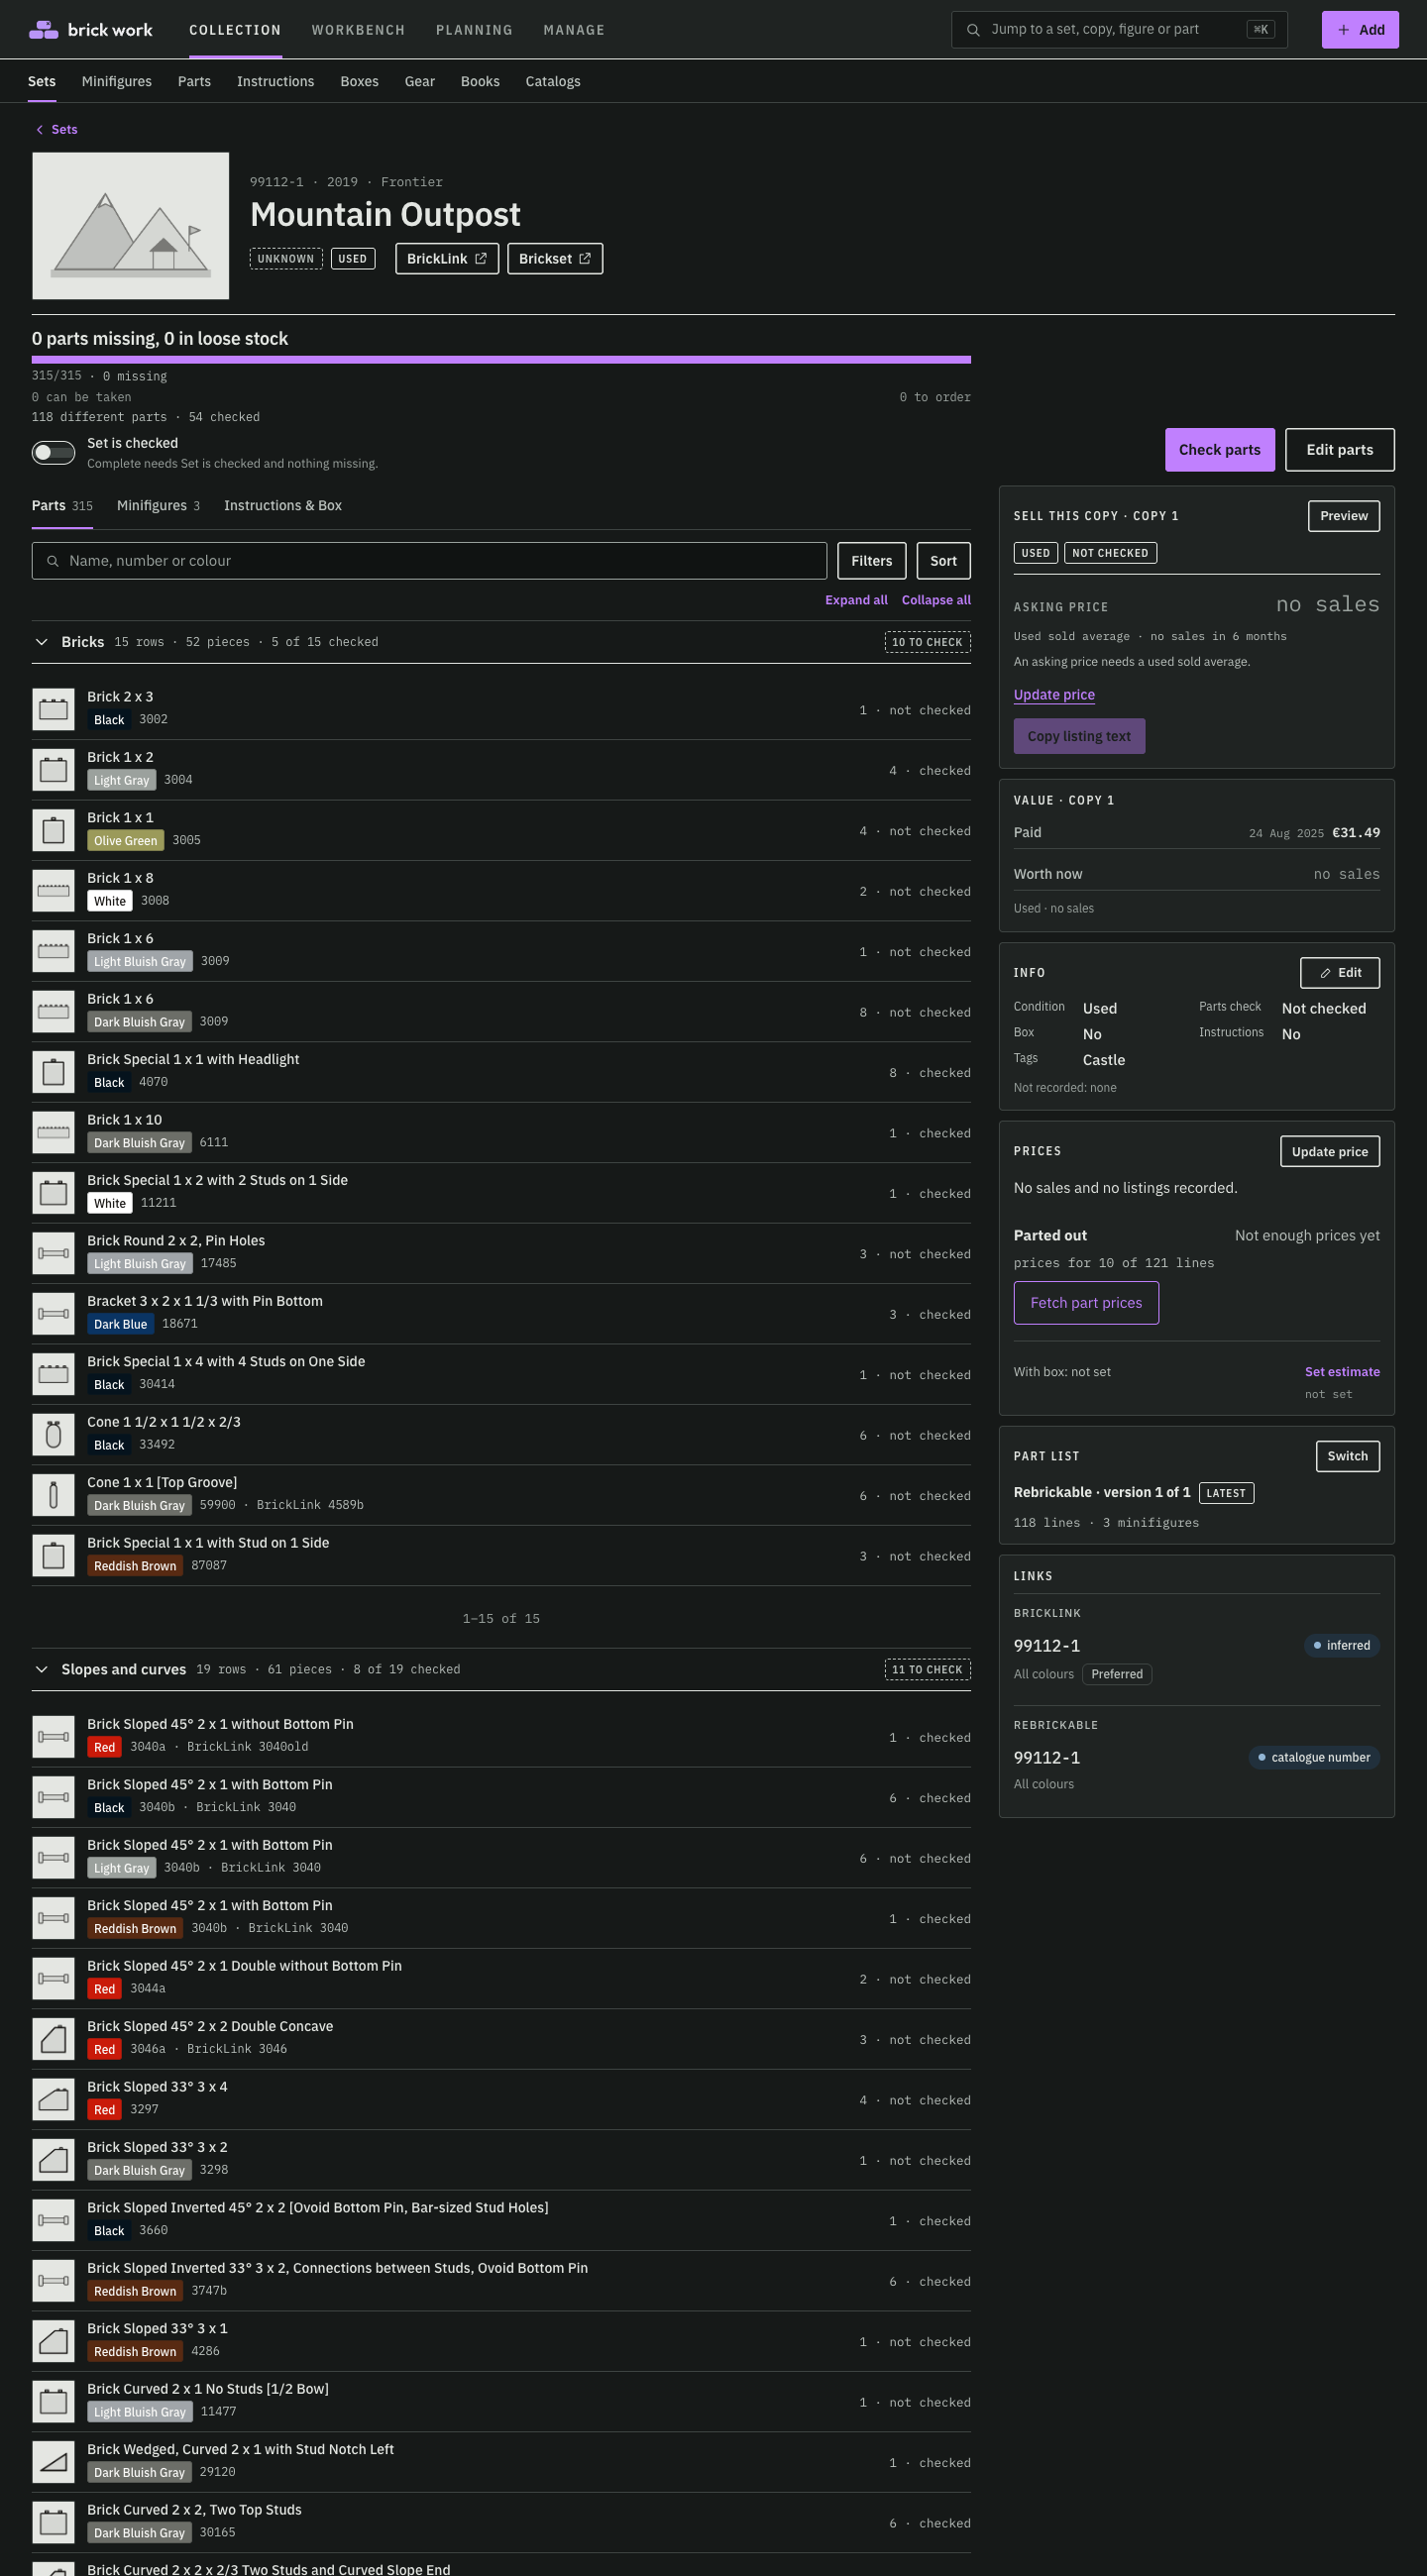 brick work
COLLECTION WORKBENCH PLANNING MANAGE
Jump to a set, copy, figure or part ⌘K
+ Add
Sets Minifigures Parts Instructions Boxes Gear Books Catalogs
Sets
99112-1 · 2019 · Frontier
Mountain Outpost
UNKNOWN USED BrickLink Brickset
0 parts missing, 0 in loose stock
315/315 · 0 missing
0 can be taken 0 to order
118 different parts · 54 checked
Set is checked
Complete needs Set is checked and nothing missing.
Check parts Edit parts
Parts 315 Minifigures 3 Instructions & Box
Name, number or colour Filters Sort
Expand all Collapse all
Bricks 15 rows · 52 pieces · 5 of 15 checked 10 TO CHECK
Brick 2 x 3
Black 3002 1 · not checked
Brick 1 x 2
Light Gray 3004 4 · checked
Brick 1 x 1
Olive Green 3005 4 · not checked
Brick 1 x 8
White 3008 2 · not checked
Brick 1 x 6
Light Bluish Gray 3009 1 · not checked
Brick 1 x 6
Dark Bluish Gray 3009 8 · not checked
Brick Special 1 x 1 with Headlight
Black 4070 8 · checked
Brick 1 x 10
Dark Bluish Gray 6111 1 · checked
Brick Special 1 x 2 with 2 Studs on 1 Side
White 11211 1 · checked
Brick Round 2 x 2, Pin Holes
Light Bluish Gray 17485 3 · not checked
Bracket 3 x 2 x 1 1/3 with Pin Bottom
Dark Blue 18671 3 · checked
Brick Special 1 x 4 with 4 Studs on One Side
Black 30414 1 · not checked
Cone 1 1/2 x 1 1/2 x 2/3
Black 33492 6 · not checked
Cone 1 x 1 [Top Groove]
Dark Bluish Gray 59900 · BrickLink 4589b 6 · not checked
Brick Special 1 x 1 with Stud on 1 Side
Reddish Brown 87087 3 · not checked
1–15 of 15
Slopes and curves 19 rows · 61 pieces · 8 of 19 checked 11 TO CHECK
Brick Sloped 45° 2 x 1 without Bottom Pin
Red 3040a · BrickLink 3040old 1 · checked
Brick Sloped 45° 2 x 1 with Bottom Pin
Black 3040b · BrickLink 3040 6 · checked
Brick Sloped 45° 2 x 1 with Bottom Pin
Light Gray 3040b · BrickLink 3040 6 · not checked
Brick Sloped 45° 2 x 1 with Bottom Pin
Reddish Brown 3040b · BrickLink 3040 1 · checked
Brick Sloped 45° 2 x 1 Double without Bottom Pin
Red 3044a 2 · not checked
Brick Sloped 45° 2 x 2 Double Concave
Red 3046a · BrickLink 3046 3 · not checked
Brick Sloped 33° 3 x 4
Red 3297 4 · not checked
Brick Sloped 33° 3 x 2
Dark Bluish Gray 3298 1 · not checked
Brick Sloped Inverted 45° 2 x 2 [Ovoid Bottom Pin, Bar-sized Stud Holes]
Black 3660 1 · checked
Brick Sloped Inverted 33° 3 x 2, Connections between Studs, Ovoid Bottom Pin
Reddish Brown 3747b 6 · checked
Brick Sloped 33° 3 x 1
Reddish Brown 4286 1 · not checked
Brick Curved 2 x 1 No Studs [1/2 Bow]
Light Bluish Gray 11477 1 · not checked
Brick Wedged, Curved 2 x 1 with Stud Notch Left
Dark Bluish Gray 29120 1 · checked
Brick Curved 2 x 2, Two Top Studs
Dark Bluish Gray 30165 6 · checked
Brick Curved 2 x 2 x 2/3 Two Studs and Curved Slope End
SELL THIS COPY · COPY 1 Preview
USED NOT CHECKED
ASKING PRICE no sales
Used sold average · no sales in 6 months
An asking price needs a used sold average.
Update price
Copy listing text
VALUE · COPY 1
Paid 24 Aug 2025 €31.49
Worth now no sales
Used · no sales
INFO Edit
Condition Used Parts check Not checked
Box No Instructions No
Tags Castle
Not recorded: none
PRICES Update price
No sales and no listings recorded.
Parted out Not enough prices yet
prices for 10 of 121 lines
Fetch part prices
With box: not set Set estimate
not set
PART LIST Switch
Rebrickable · version 1 of 1 LATEST
118 lines · 3 minifigures
LINKS
BRICKLINK
99112-1 inferred
All colours Preferred
REBRICKABLE
99112-1 catalogue number
All colours